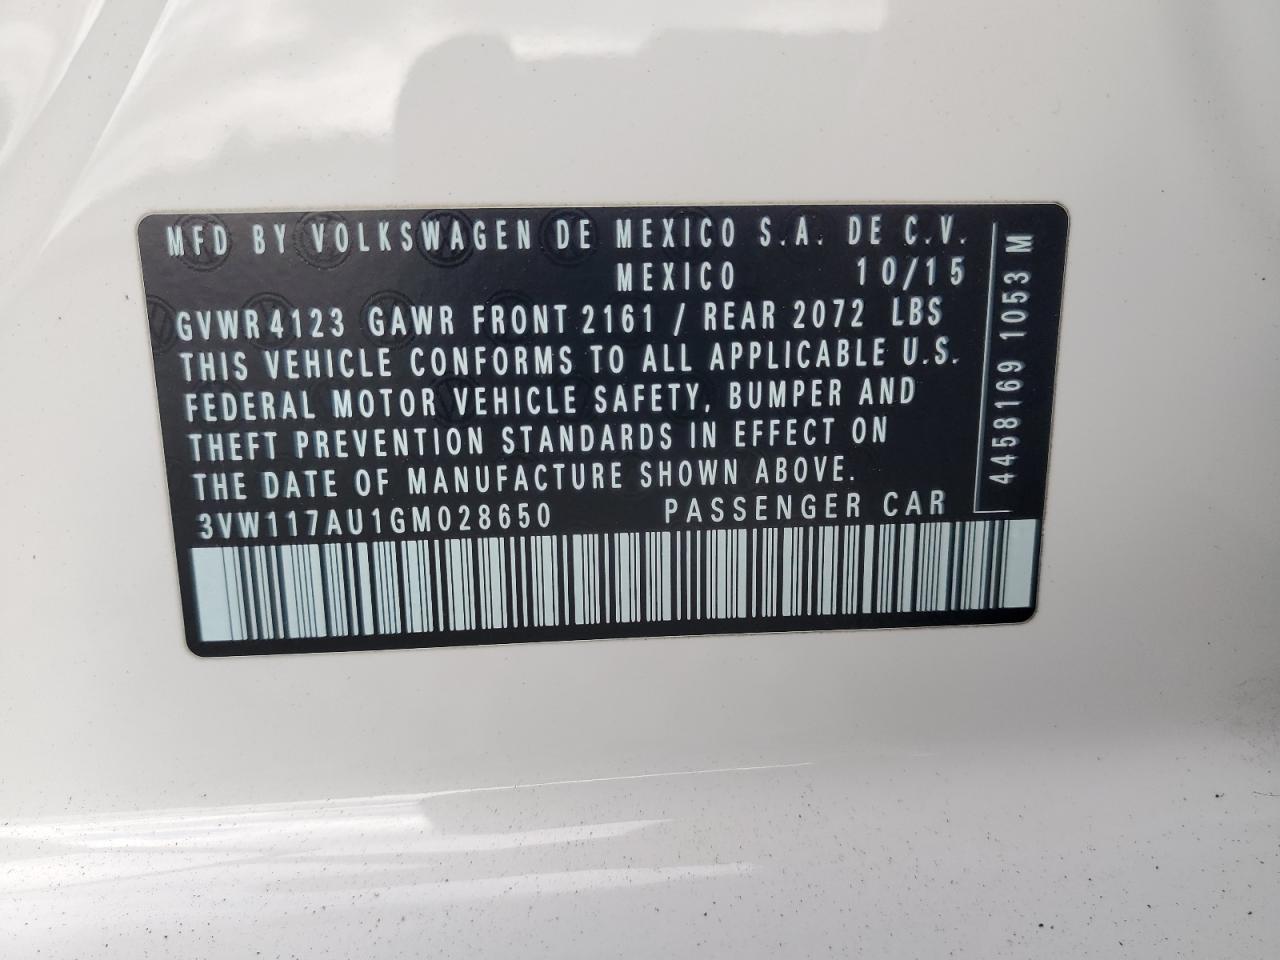 MFD BY VOLKSWAGEN DE MEXICO S.A. DE C.V.
MEXICO 10/15
GVWR 4123 GAWR FRONT 2161 / REAR 2072 LBS
THIS VEHICLE CONFORMS TO ALL APPLICABLE U.S.
FEDERAL MOTOR VEHICLE SAFETY, BUMPER AND
THEFT PREVENTION STANDARDS IN EFFECT ON
THE DATE OF MANUFACTURE SHOWN ABOVE.
3VW117AU1GM028650 PASSENGER CAR
4458169 1053 M